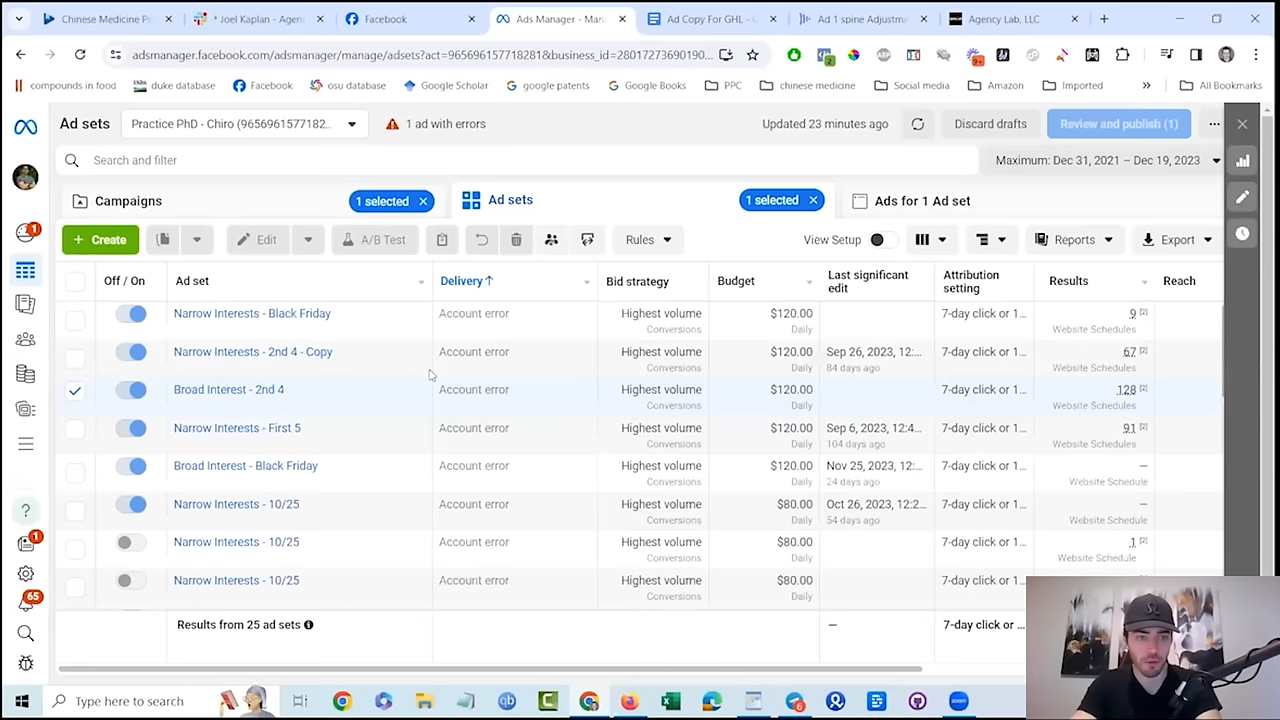 Chinese Medicine P
* Joel Kaplan - Agen
Facebook
Ads Manager - Man
Ad Copy For GHL - G
Ad 1 spine Adjustm
Agency Lab, LLC
adsmanager.facebook.com/adsmanager/manage/adsets?act=965696157718281&business_id=28017273690190...
compounds in food
duke database
Facebook
osu database
Google Scholar
google patents
Google Books
PPC
chinese medicine
Social media
Amazon
Imported
»
All Bookmarks
Ad sets
Practice PhD - Chiro (9656961577182...
1 ad with errors
Updated 23 minutes ago
Discard drafts
Review and publish (1)
Search and filter
Maximum: Dec 31, 2021 – Dec 19, 2023
Campaigns
1 selected
Ad sets
1 selected
Ads for 1 Ad set
+ Create
Edit
A/B Test
Rules
View Setup
Reports
Export
Off / On
Ad set
Delivery ↑
Bid strategy
Budget
Last significant edit
Attribution setting
Results
Reach
Narrow Interests - Black Friday
Account error
Highest volume
Conversions
$120.00
Daily
7-day click or 1...
9 [2]
Website Schedules
Narrow Interests - 2nd 4 - Copy
Account error
Highest volume
Conversions
$120.00
Daily
Sep 26, 2023, 12:...
84 days ago
7-day click or 1...
67 [2]
Website Schedules
Broad Interest - 2nd 4
Account error
Highest volume
Conversions
$120.00
Daily
7-day click or 1...
128 [2]
Website Schedules
Narrow Interests - First 5
Account error
Highest volume
Conversions
$120.00
Daily
Sep 6, 2023, 12:4...
104 days ago
7-day click or 1...
91 [2]
Website Schedules
Broad Interest - Black Friday
Account error
Highest volume
Conversions
$120.00
Daily
Nov 25, 2023, 12:...
24 days ago
7-day click or 1...
—
Website Schedule
Narrow Interests - 10/25
Account error
Highest volume
Conversions
$80.00
Daily
Oct 26, 2023, 12:2...
54 days ago
7-day click or 1...
—
Website Schedule
Narrow Interests - 10/25
Account error
Highest volume
Conversions
$80.00
Daily
7-day click or 1...
1 [2]
Website Schedule
Narrow Interests - 10/25
Account error
Highest volume
Conversions
$80.00
Daily
7-day click or 1...
Results from 25 ad sets
—
7-day click or ...
1
1
65
Type here to search